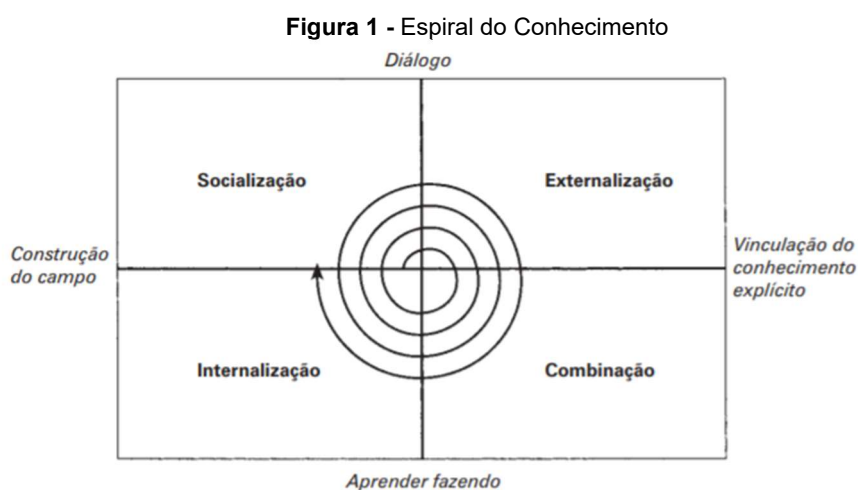 Figura 1 - Espiral do Conhecimento
Diálogo
Socialização
Externalização
Construção
do campo
Vinculação do
conhecimento
explícito
Internalização
Combinação
Aprender fazendo